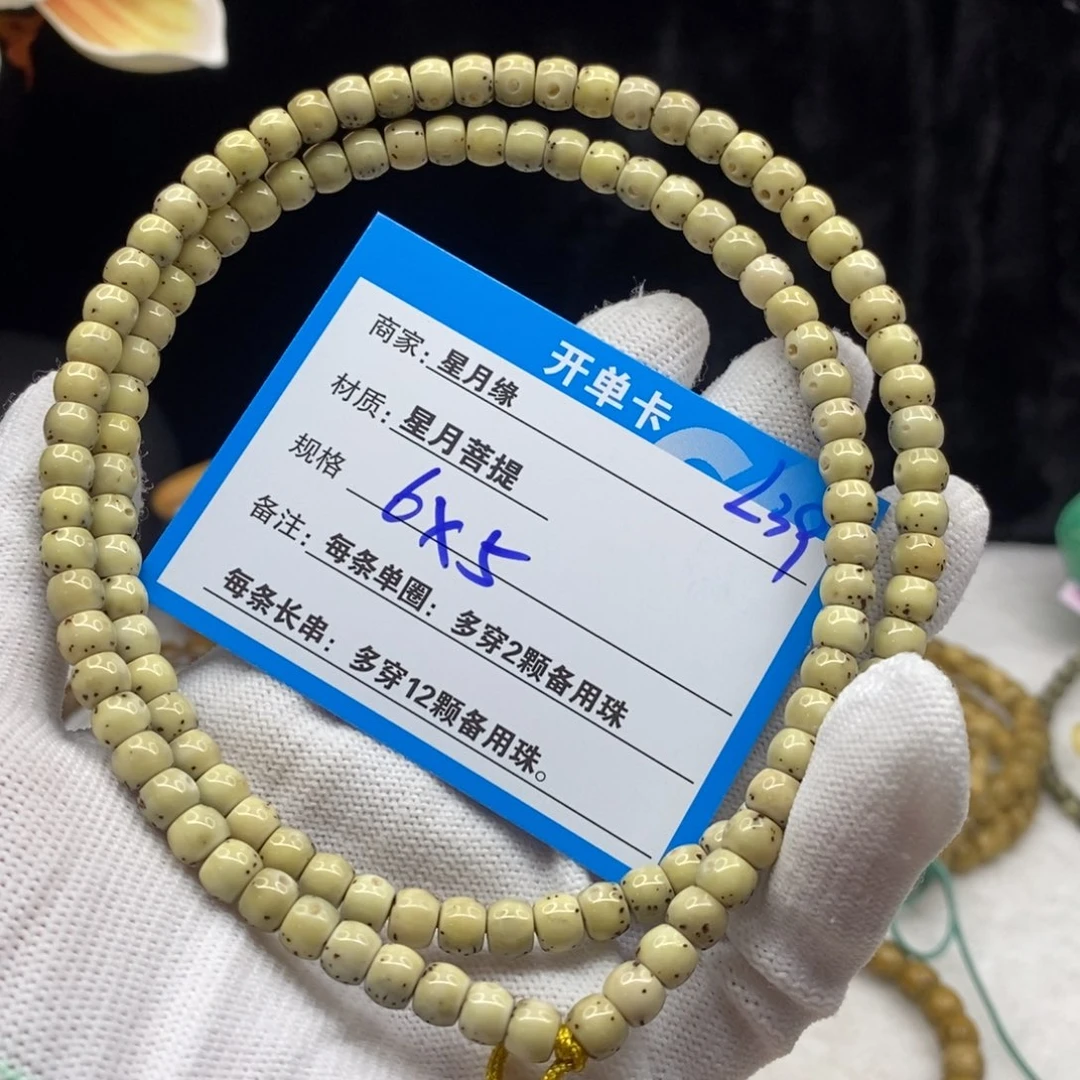 开单卡
L39
商家：星月缘
材质：星月菩提
规格 6X5
备注：每条单圈：多穿2颗备用珠
每条长串：多穿12颗备用珠。